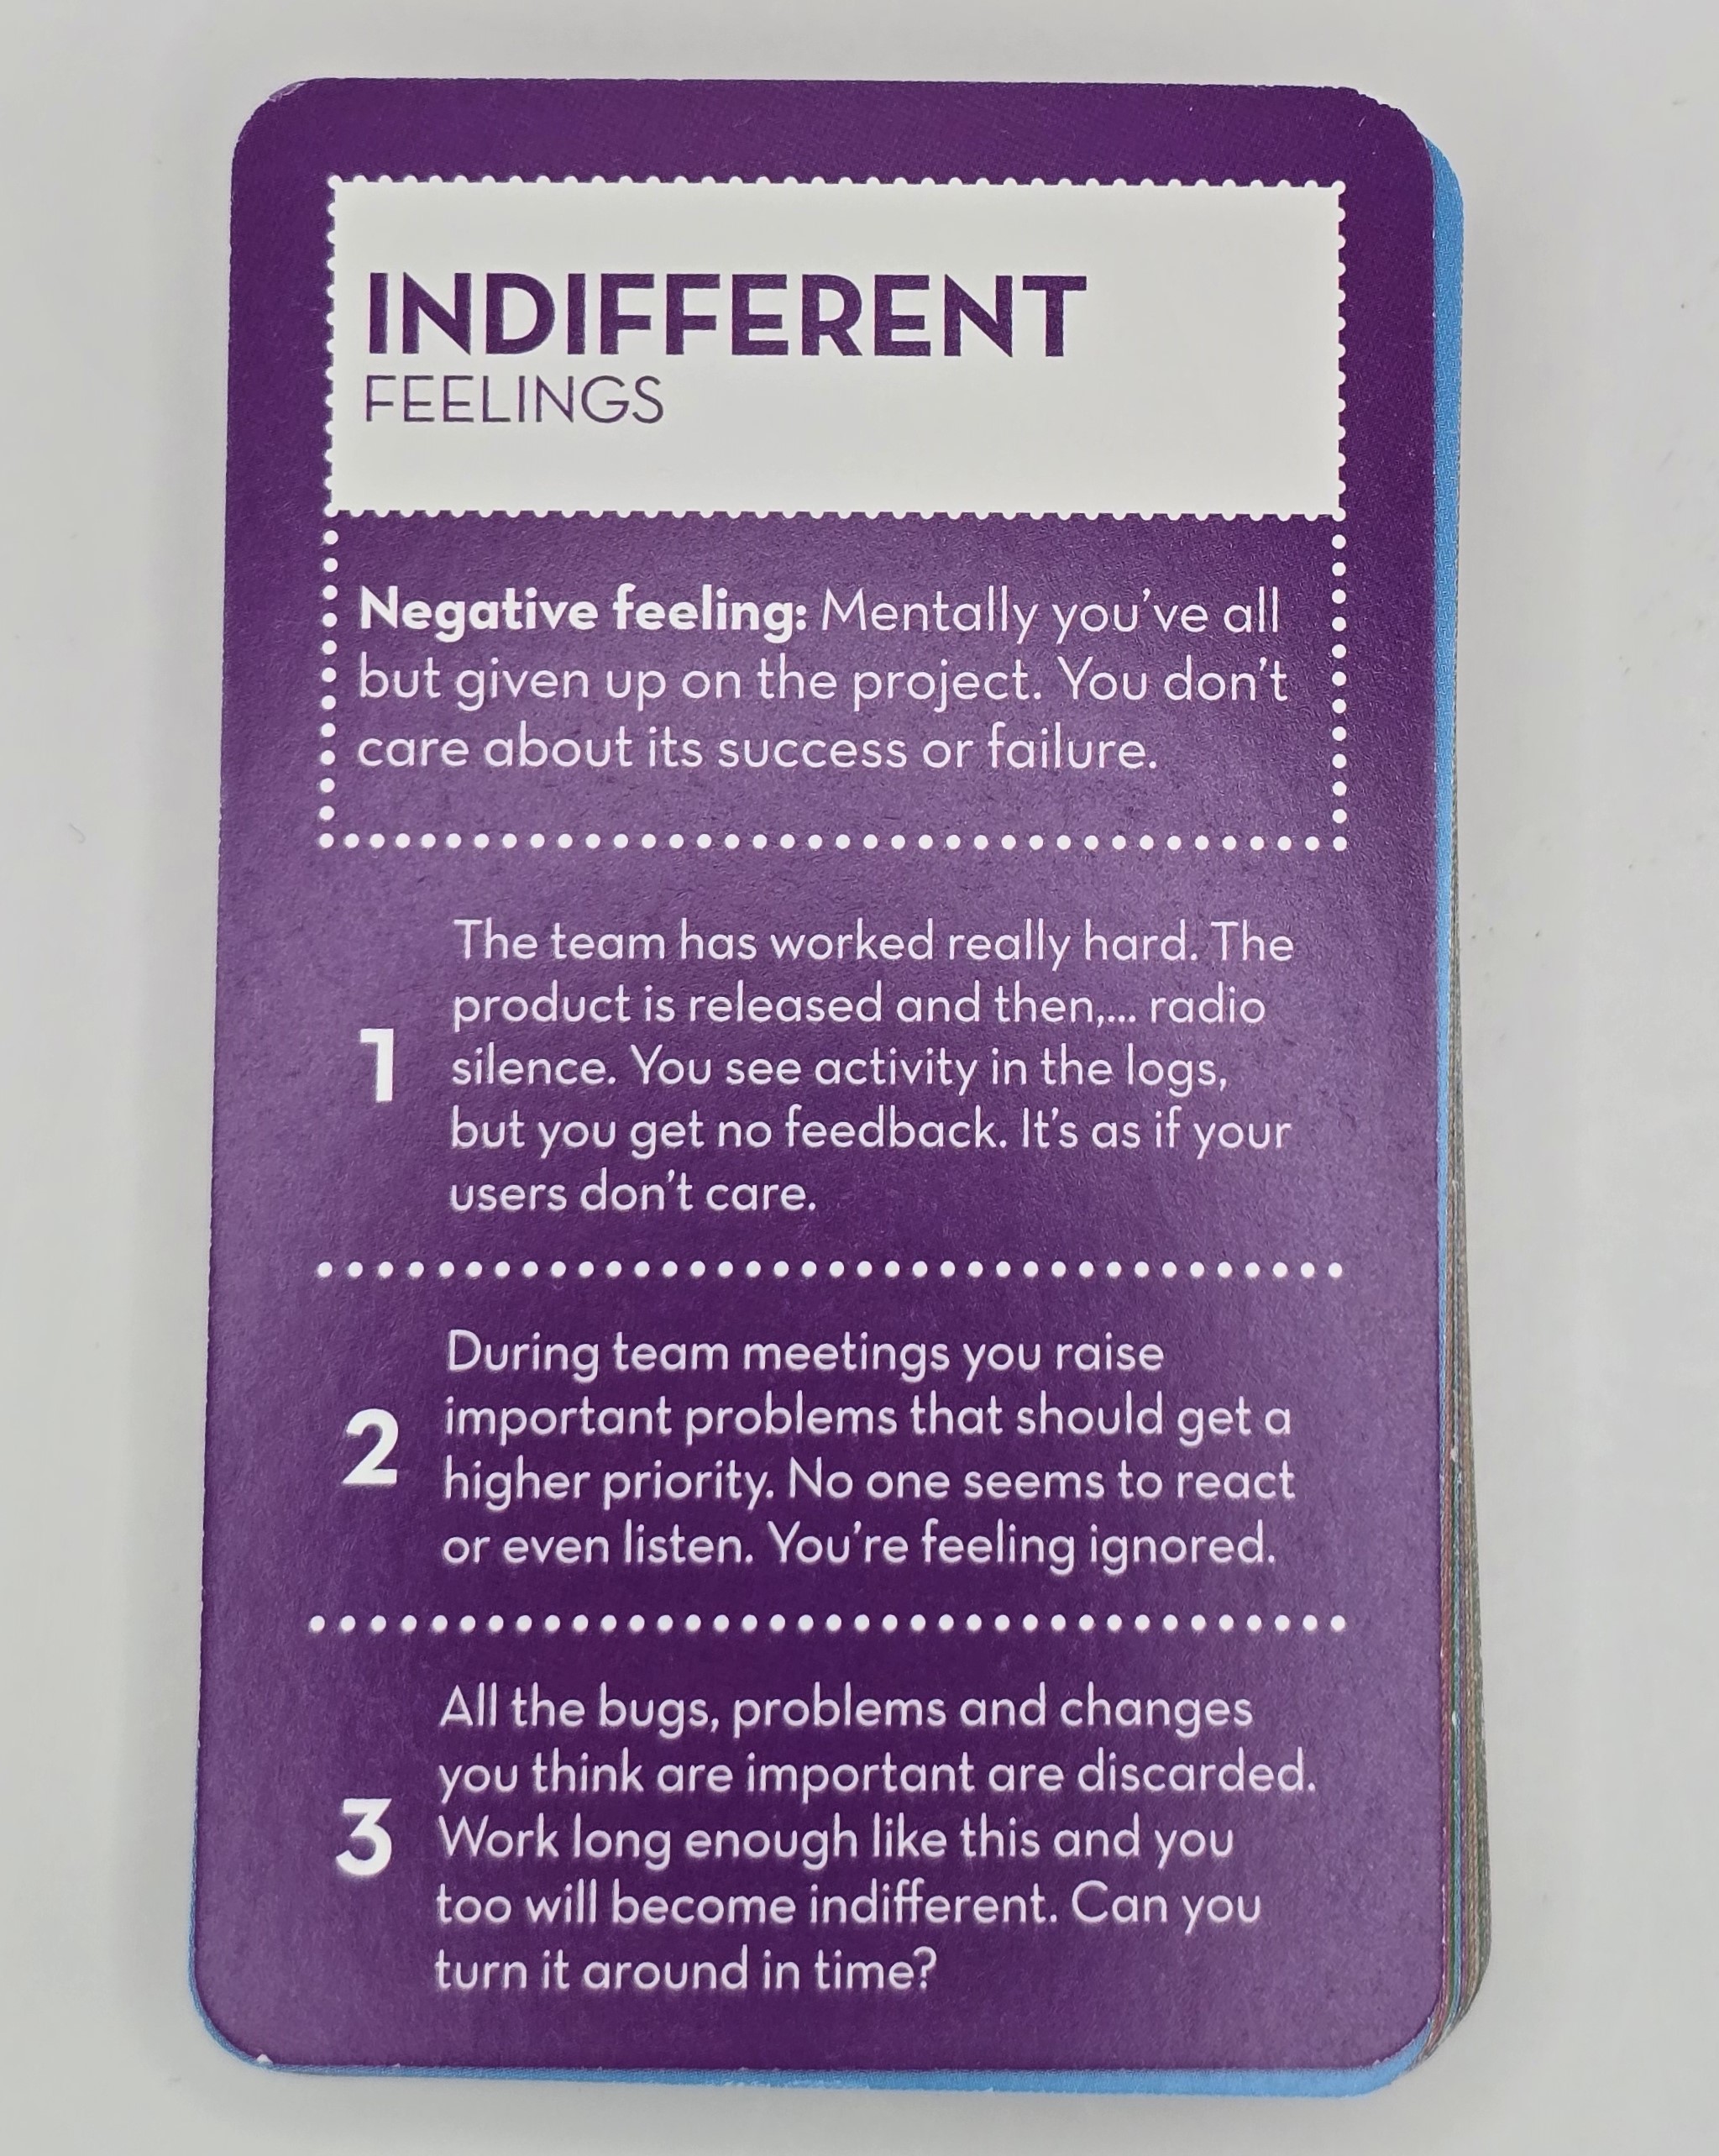 INDIFFERENT
FEELINGS
Negative feeling: Mentally you've all
but given up on the project. You don't
care about its success or failure.
1
The team has worked really hard. The
product is released and then,... radio
silence. You see activity in the logs,
but you get no feedback. It's as if your
users don't care.
2
During team meetings you raise
important problems that should get a
higher priority. No one seems to react
or even listen. You're feeling ignored.
3
All the bugs, problems and changes
you think are important are discarded.
Work long enough like this and you
too will become indifferent. Can you
turn it around in time?